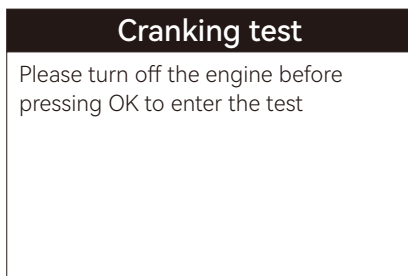 Cranking test
Please turn off the engine before
pressing OK to enter the test